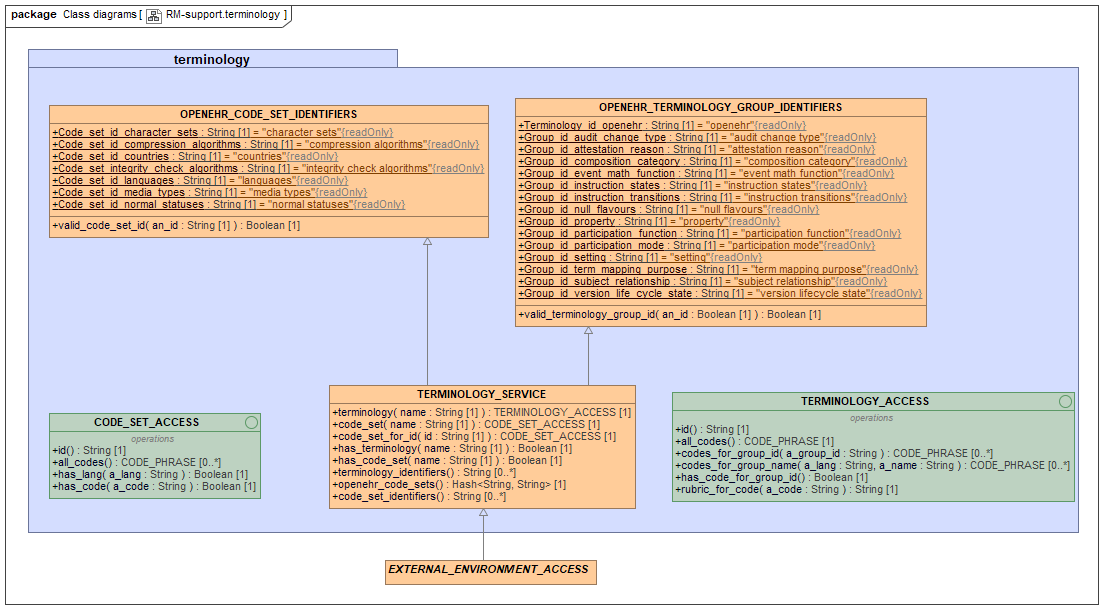 package Class diagrams [ RM-support.terminology ]
terminology
OPENEHR_CODE_SET_IDENTIFIERS
+Code_set_id_character_sets : String [1] = "character sets"{readOnly}
+Code_set_id_compression_algorithms : String [1] = "compression algorithms"{readOnly}
+Code_set_id_countries : String [1] = "countries"{readOnly}
+Code_set_integrity_check_algorithms : String [1] = "integrity check algorithms"{readOnly}
+Code_set_id_languages : String [1] = "languages"{readOnly}
+Code_set_id_media_types : String [1] = "media types"{readOnly}
+Code_set_id_normal_statuses : String [1] = "normal statuses"{readOnly}
+valid_code_set_id( an_id : String [1] ) : Boolean [1]
OPENEHR_TERMINOLOGY_GROUP_IDENTIFIERS
+Terminology_id_openehr : String [1] = "openehr"{readOnly}
+Group_id_audit_change_type : String [1] = "audit change type"{readOnly}
+Group_id_attestation_reason : String [1] = "attestation reason"{readOnly}
+Group_id_composition_category : String [1] = "composition category"{readOnly}
+Group_id_event_math_function : String [1] = "event math function"{readOnly}
+Group_id_instruction_states : String [1] = "instruction states"{readOnly}
+Group_id_instruction_transitions : String [1] = "instruction transitions"{readOnly}
+Group_id_null_flavours : String [1] = "null flavours"{readOnly}
+Group_id_property : String [1] = "property"{readOnly}
+Group_id_participation_function : String [1] = "participation function"{readOnly}
+Group_id_participation_mode : String [1] = "participation mode"{readOnly}
+Group_id_setting : String [1] = "setting"{readOnly}
+Group_id_term_mapping_purpose : String [1] = "term mapping purpose"{readOnly}
+Group_id_subject_relationship : String [1] = "subject relationship"{readOnly}
+Group_id_version_life_cycle_state : String [1] = "version lifecycle state"{readOnly}
+valid_terminology_group_id( an_id : Boolean [1] ) : Boolean [1]
CODE_SET_ACCESS
operations
+id() : String [1]
+all_codes() : CODE_PHRASE [0..*]
+has_lang( a_lang : String ) : Boolean [1]
+has_code( a_code : String ) : Boolean [1]
TERMINOLOGY_SERVICE
+terminology( name : String [1] ) : TERMINOLOGY_ACCESS [1]
+code_set( name : String [1] ) : CODE_SET_ACCESS [1]
+code_set_for_id( id : String [1] ) : CODE_SET_ACCESS [1]
+has_terminology( name : String [1] ) : Boolean [1]
+has_code_set( name : String [1] ) : Boolean [1]
+terminology_identifiers() : String [0..*]
+openehr_code_sets() : Hash<String, String> [1]
+code_set_identifiers() : String [0..*]
TERMINOLOGY_ACCESS
operations
+id() : String [1]
+all_codes() : CODE_PHRASE [1]
+codes_for_group_id( a_group_id : String ) : CODE_PHRASE [0..*]
+codes_for_group_name( a_lang : String, a_name : String ) : CODE_PHRASE [0..*]
+has_code_for_group_id() : Boolean [1]
+rubric_for_code( a_code : String ) : String [1]
EXTERNAL_ENVIRONMENT_ACCESS